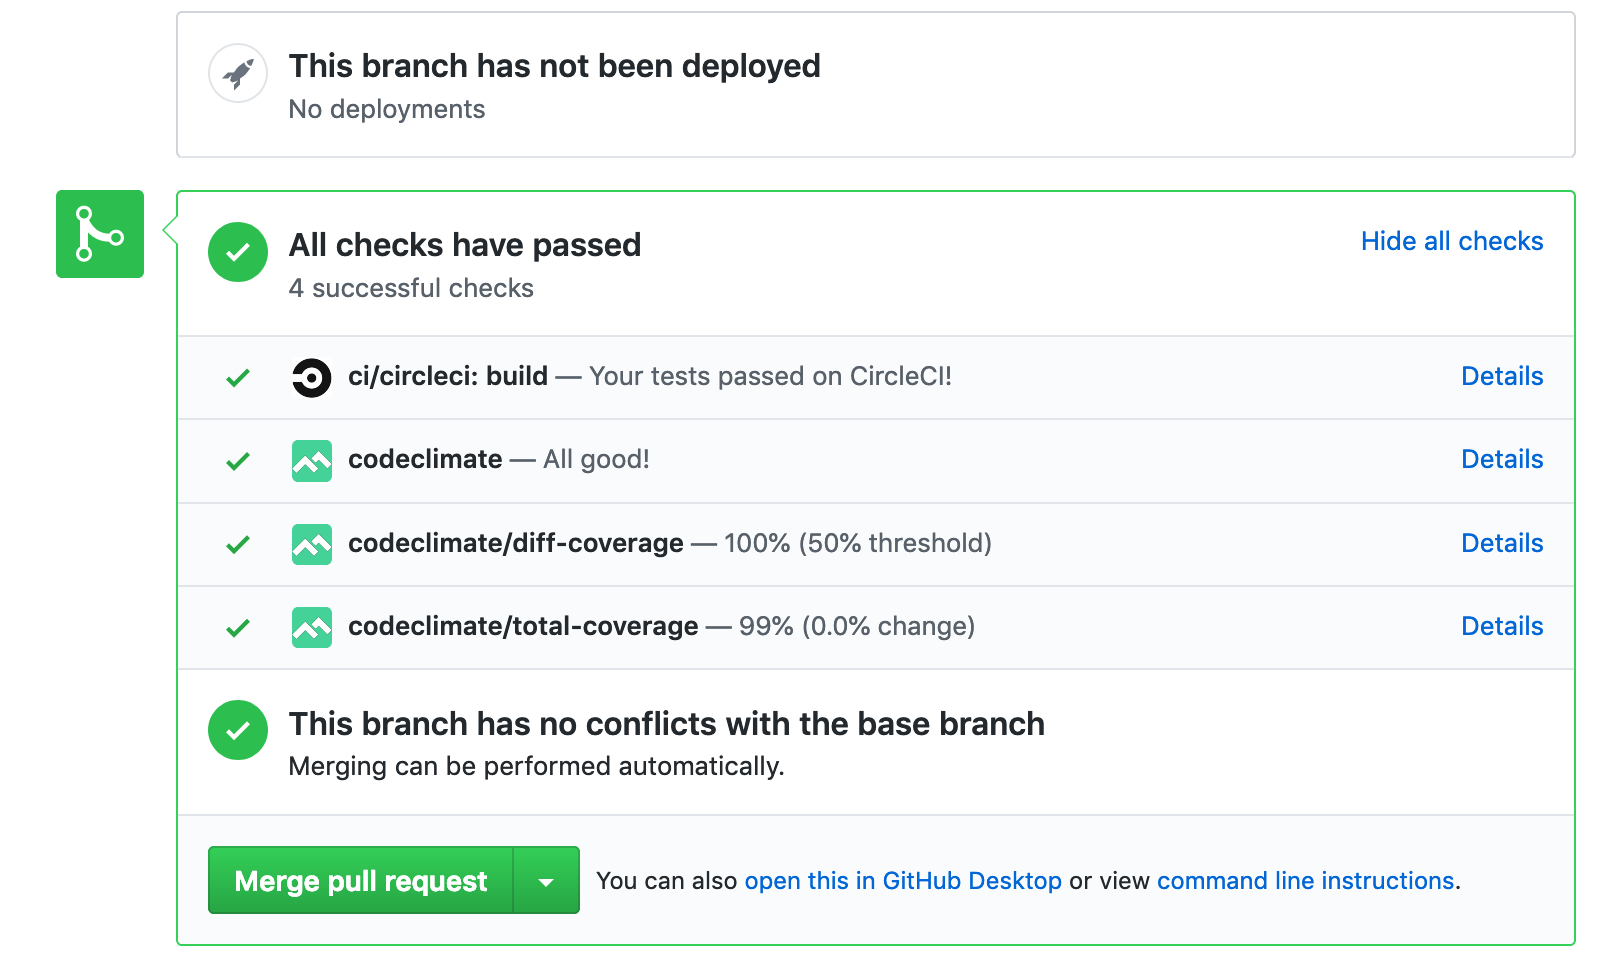 This branch has not been deployed
No deployments
All checks have passed
Hide all checks
4 successful checks
ci/circleci: build — Your tests passed on CircleCI!
Details
codeclimate — All good!
Details
codeclimate/diff-coverage — 100% (50% threshold)
Details
codeclimate/total-coverage — 99% (0.0% change)
Details
This branch has no conflicts with the base branch
Merging can be performed automatically.
Merge pull request
You can also open this in GitHub Desktop or view command line instructions.